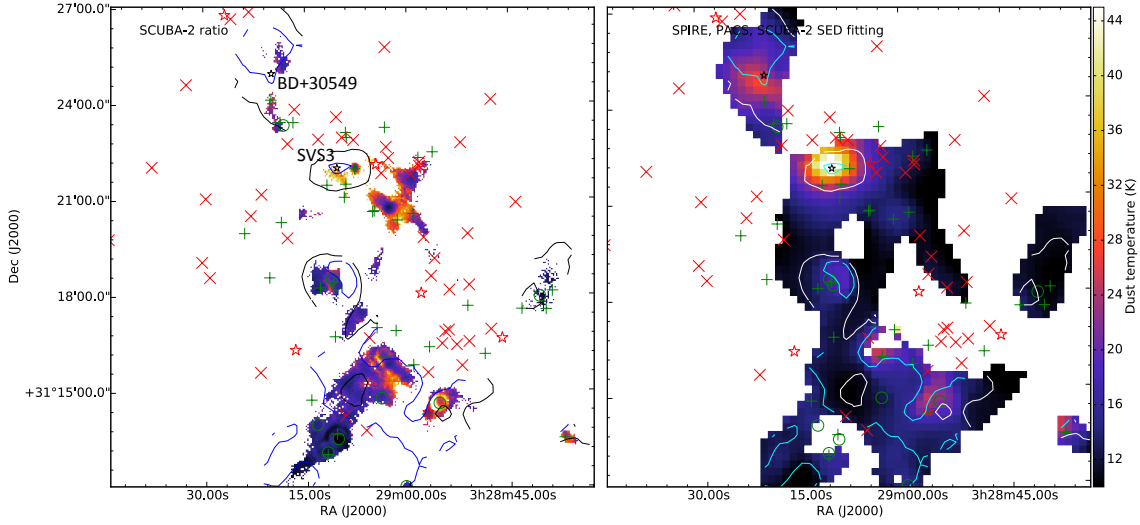 SCUBA-2 ratio
BD+30549
SVS3
27'00.0"
24'00.0"
21'00.0"
18'00.0"
+31°15'00.0"
Dec (J2000)
30.00s
15.00s
29m00.00s
3h28m45.00s
RA (J2000)
SPIRE, PACS, SCUBA-2 SED fitting
30.00s
15.00s
29m00.00s
3h28m45.00s
RA (J2000)
44
40
36
32
28
24
20
16
12
Dust temperature (K)